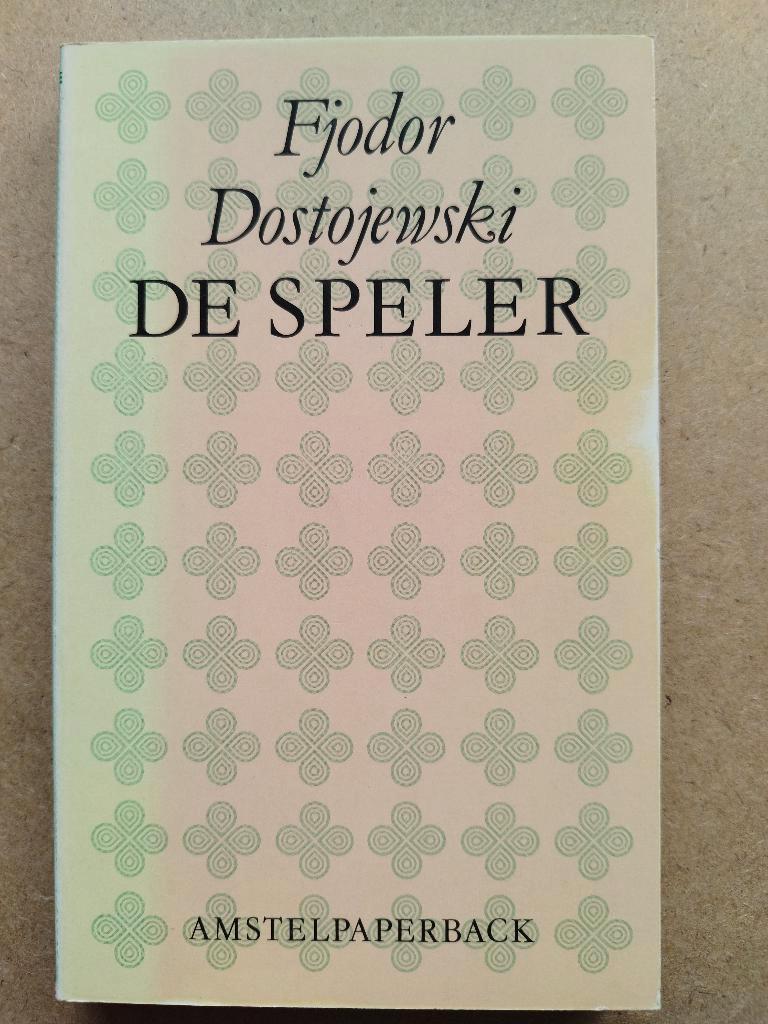 Fjodor
Dostojewski
DE SPELER
AMSTELPAPERBACK